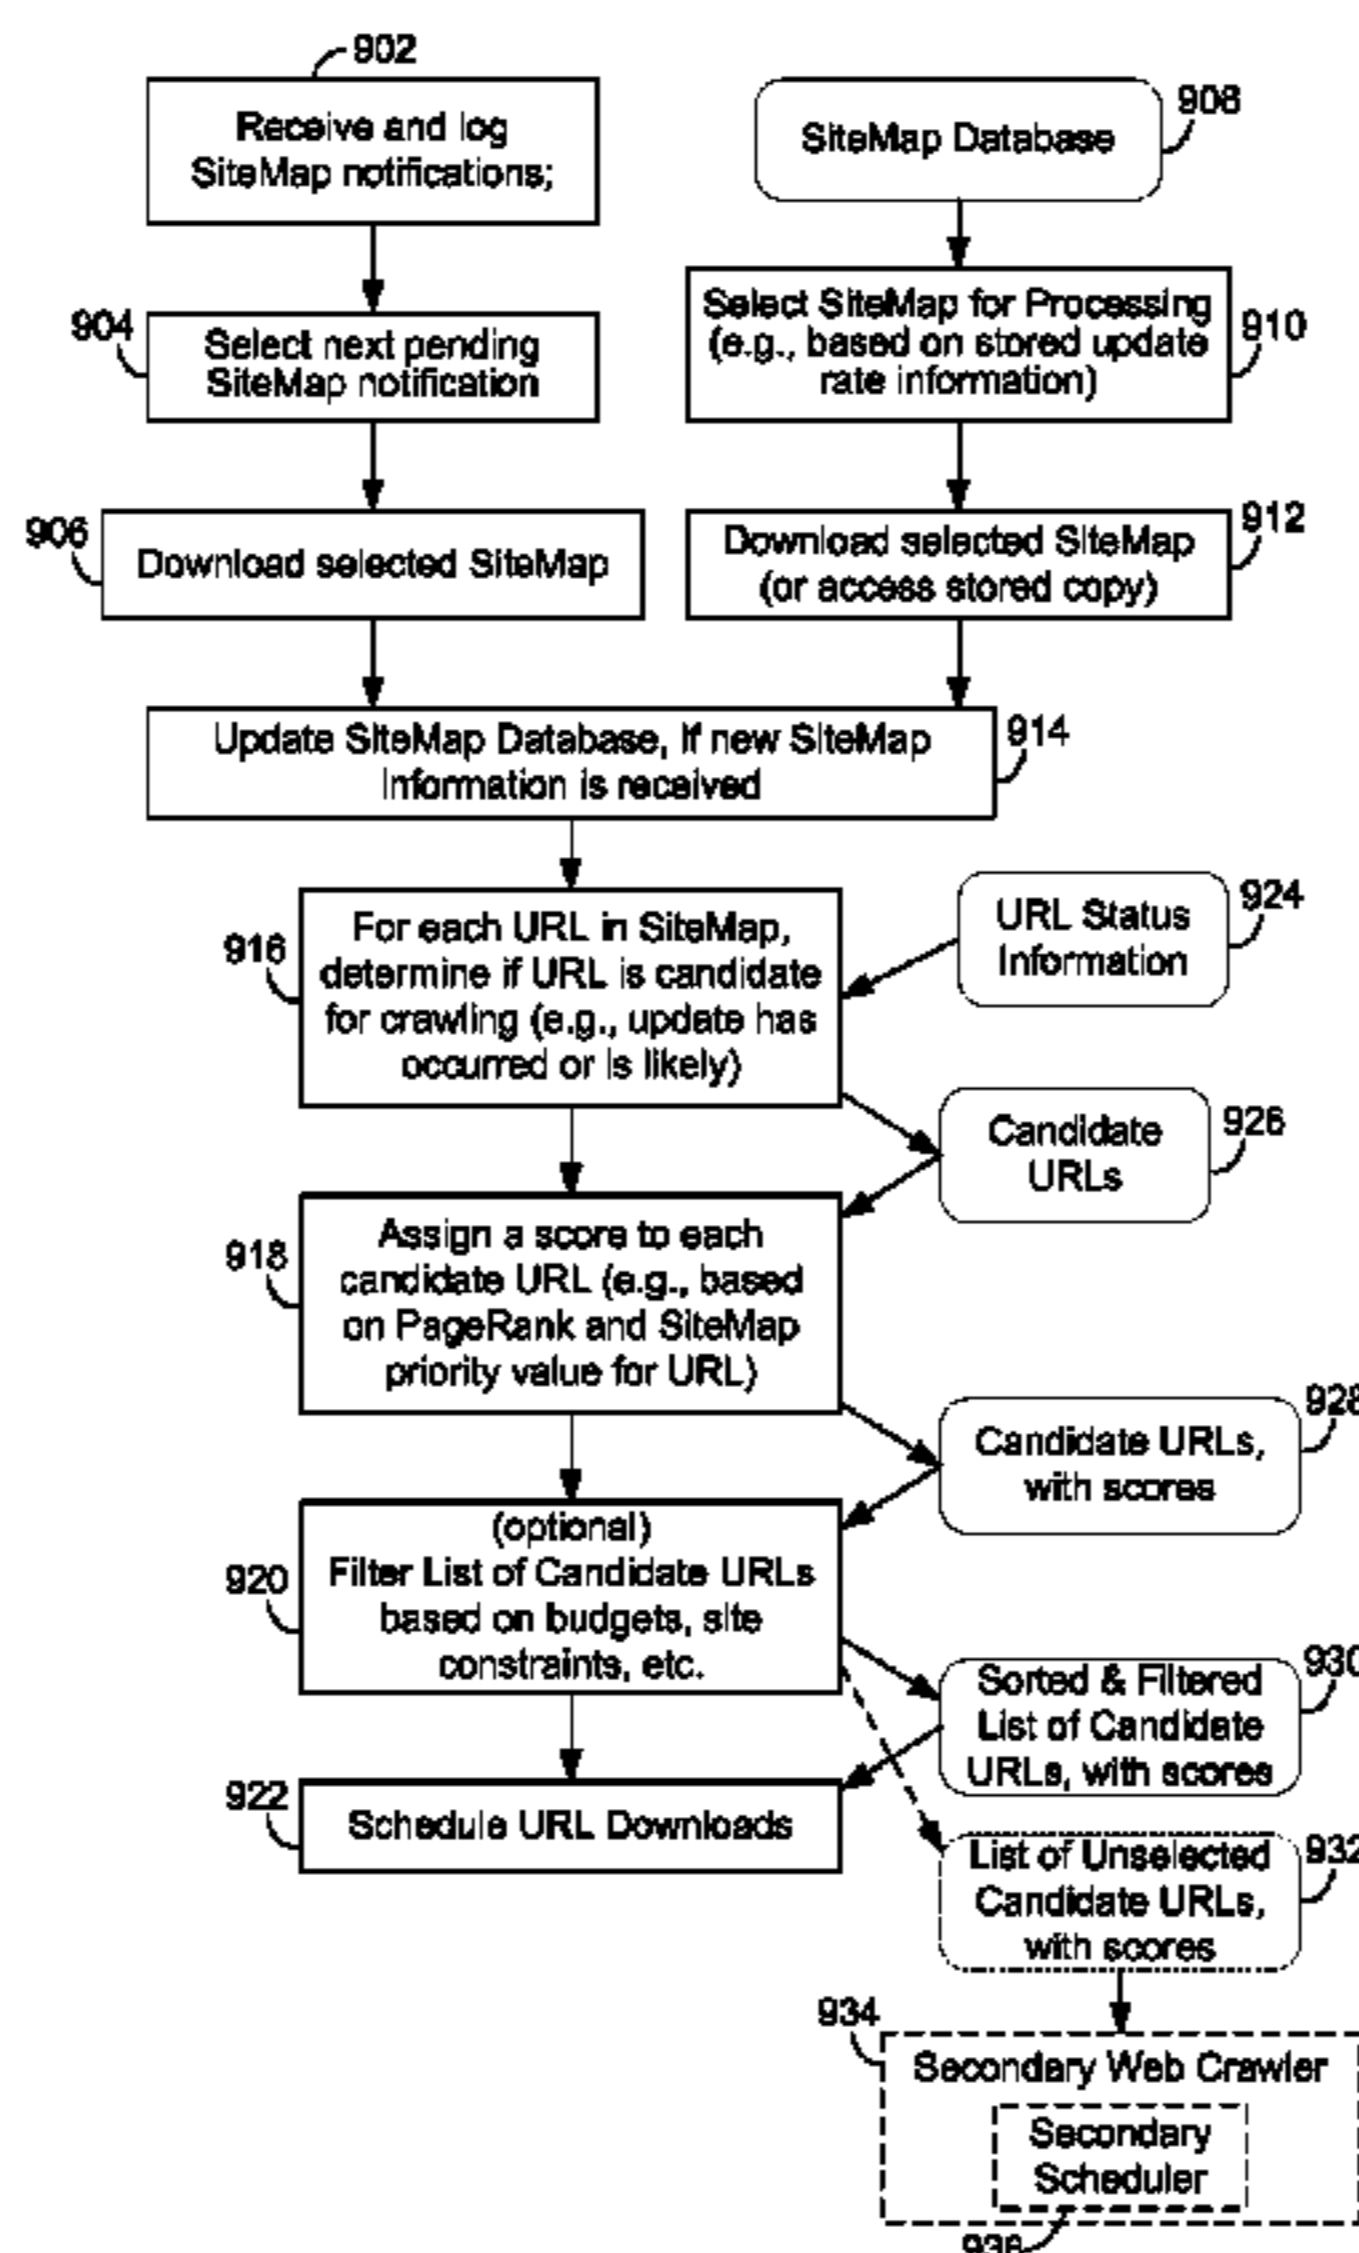 902
Receive and log
SiteMap notifications;
908
SiteMap Database
904
Select next pending
SiteMap notification
Select SiteMap for Processing
(e.g., based on stored update
rate information)
910
906
Download selected SiteMap
Download selected SiteMap
(or access stored copy)
912
Update SiteMap Database, if new SiteMap
Information is received
914
916
For each URL in SiteMap,
determine if URL is candidate
for crawling (e.g., update has
occurred or is likely)
URL Status
Information
924
Candidate
URLs
926
918
Assign a score to each
candidate URL (e.g., based
on PageRank and SiteMap
priority value for URL)
Candidate URLs,
with scores
928
920
(optional)
Filter List of Candidate URLs
based on budgets, site
constraints, etc.
Sorted & Filtered
List of Candidate
URLs, with scores
930
922
Schedule URL Downloads
List of Unselected
Candidate URLs,
with scores
932
934
Secondary Web Crawler
Secondary
Scheduler
936